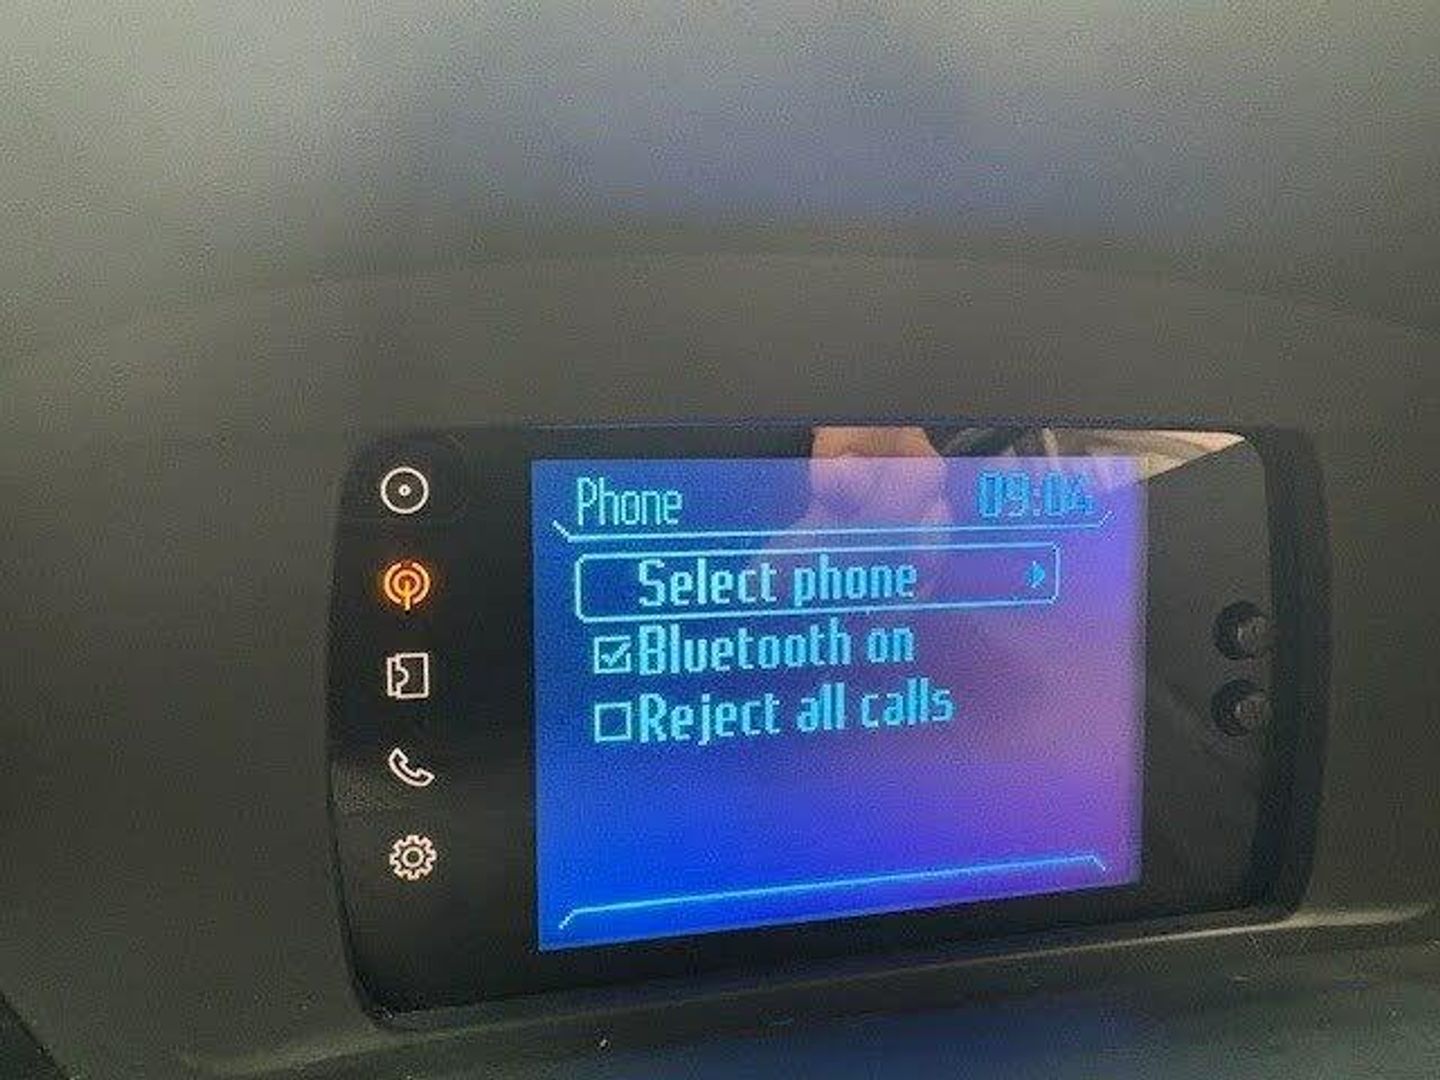 Phone 09:04
Select phone
Bluetooth on
Reject all calls